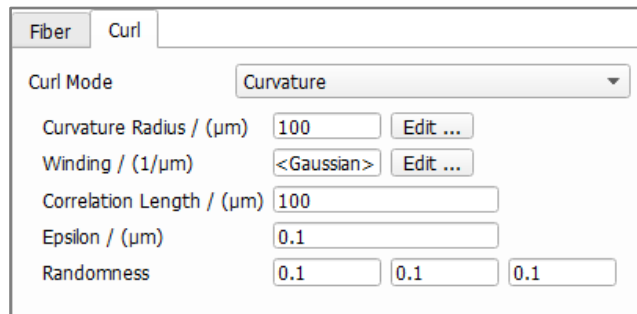 Fiber Curl
Curl Mode Curvature
Curvature Radius / (µm) 100 Edit ...
Winding / (1/µm) <Gaussian> Edit ...
Correlation Length / (µm) 100
Epsilon / (µm) 0.1
Randomness 0.1 0.1 0.1